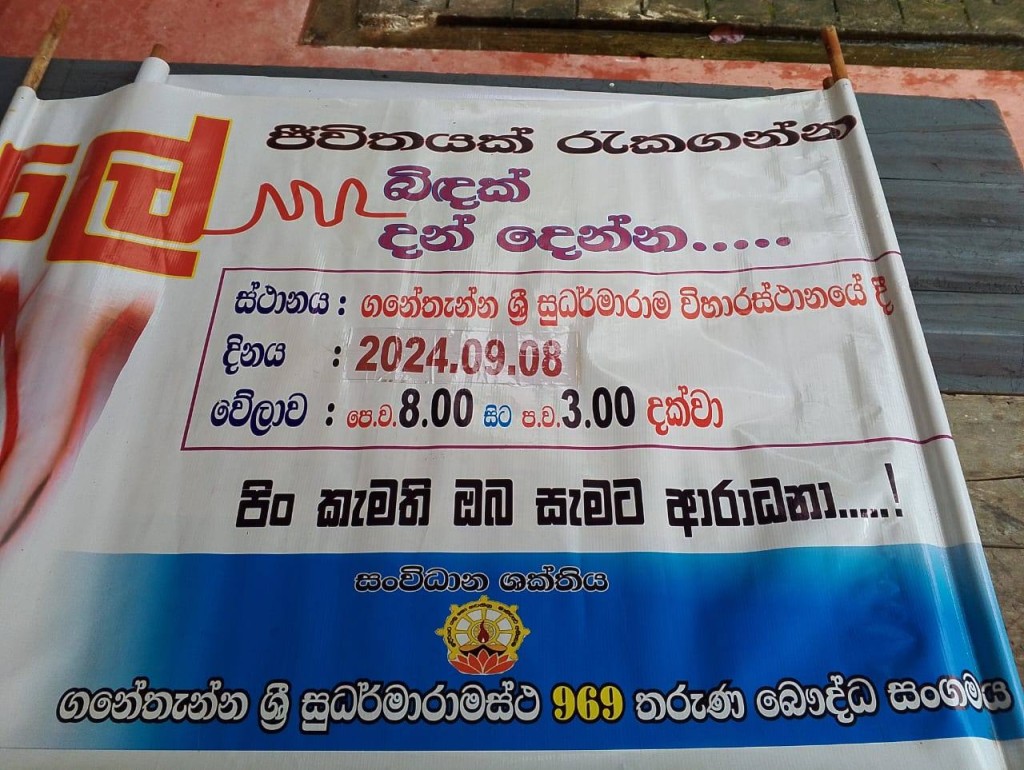 ලේ
ජීවිතයක් රැකගන්න
බිඳක්
දන් දෙන්න.....
ස්ථානය : ගනේතැන්න ශ්‍රී සුධර්මාරාම විහාරස්ථානයේ දී
දිනය : 2024.09.08
වේලාව : පෙ.ව.8.00 සිට ප.ව.3.00 දක්වා
පිං කැමති ඔබ සැමට ආරාධනා.....!
සංවිධාන ශක්තිය
ගනේතැන්න ශ්‍රී සුධර්මාරාමස්ථ 969 තරුණ බෞද්ධ සංගමය